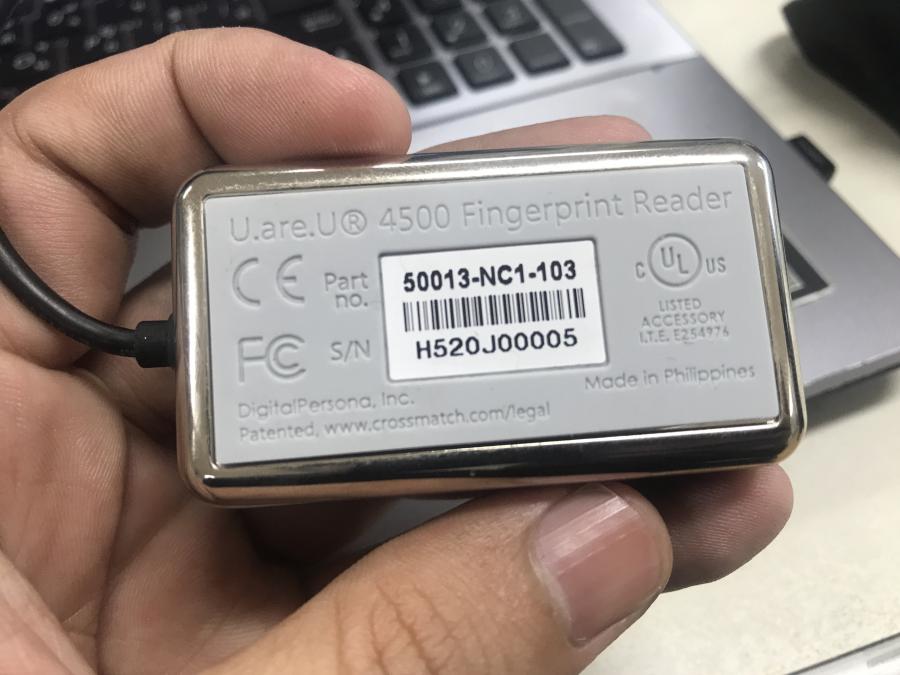 U.are.U® 4500 Fingerprint Reader
CE
Part no.
50013-NC1-103
C UL US
LISTED
ACCESSORY
I.T.E. E254976
FC
S/N
H520J00005
Made in Philippines
DigitalPersona, Inc.
Patented, www.crossmatch.com/legal